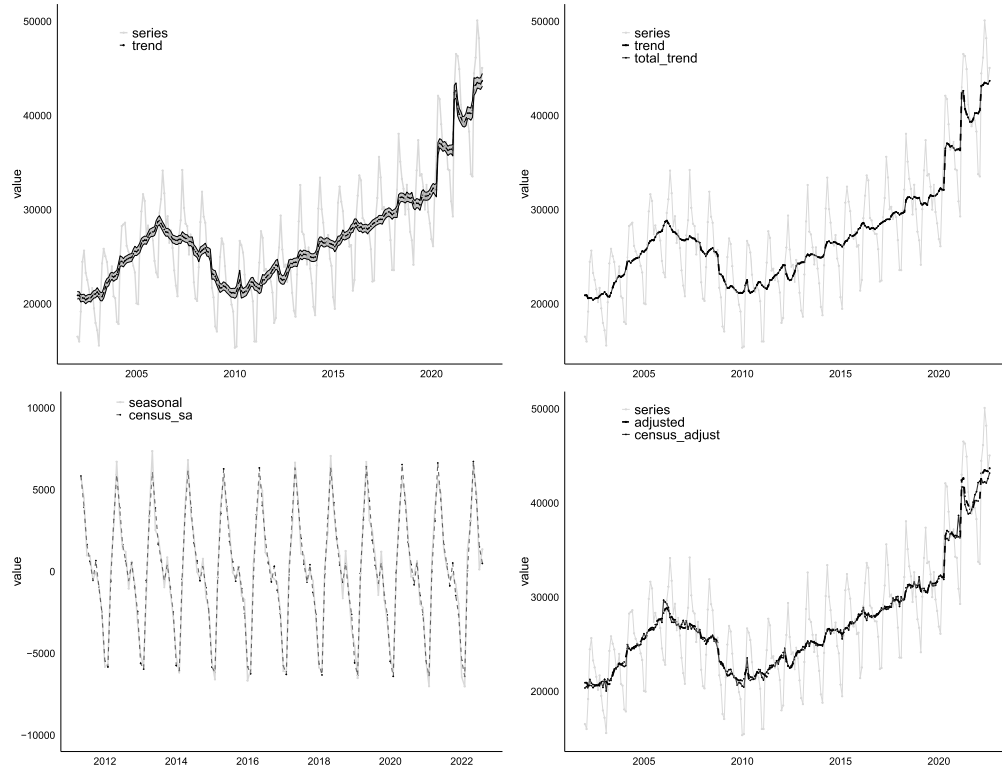 50000
40000
30000
20000
value
series
trend
2005
2010
2015
2020
50000
40000
30000
20000
value
series
trend
total_trend
2005
2010
2015
2020
10000
5000
0
−5000
−10000
value
seasonal
census_sa
2012
2014
2016
2018
2020
2022
50000
40000
30000
20000
value
series
adjusted
census_adjust
2005
2010
2015
2020